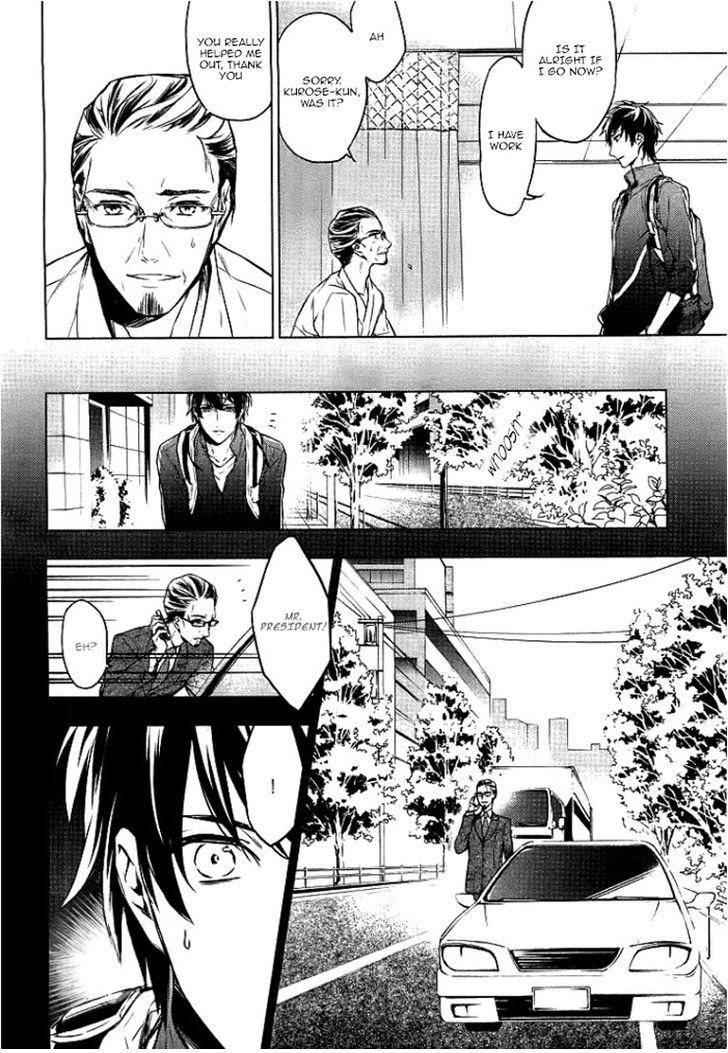 IS IT
ALRIGHT IF
I GO NOW?
I HAVE
WORK
AH
SORRY.
KUROSE-KUN,
WAS IT?
YOU REALLY
HELPED ME
OUT, THANK
YOU
WHOOSH~
MR.
PRESIDENT!
EH?
!